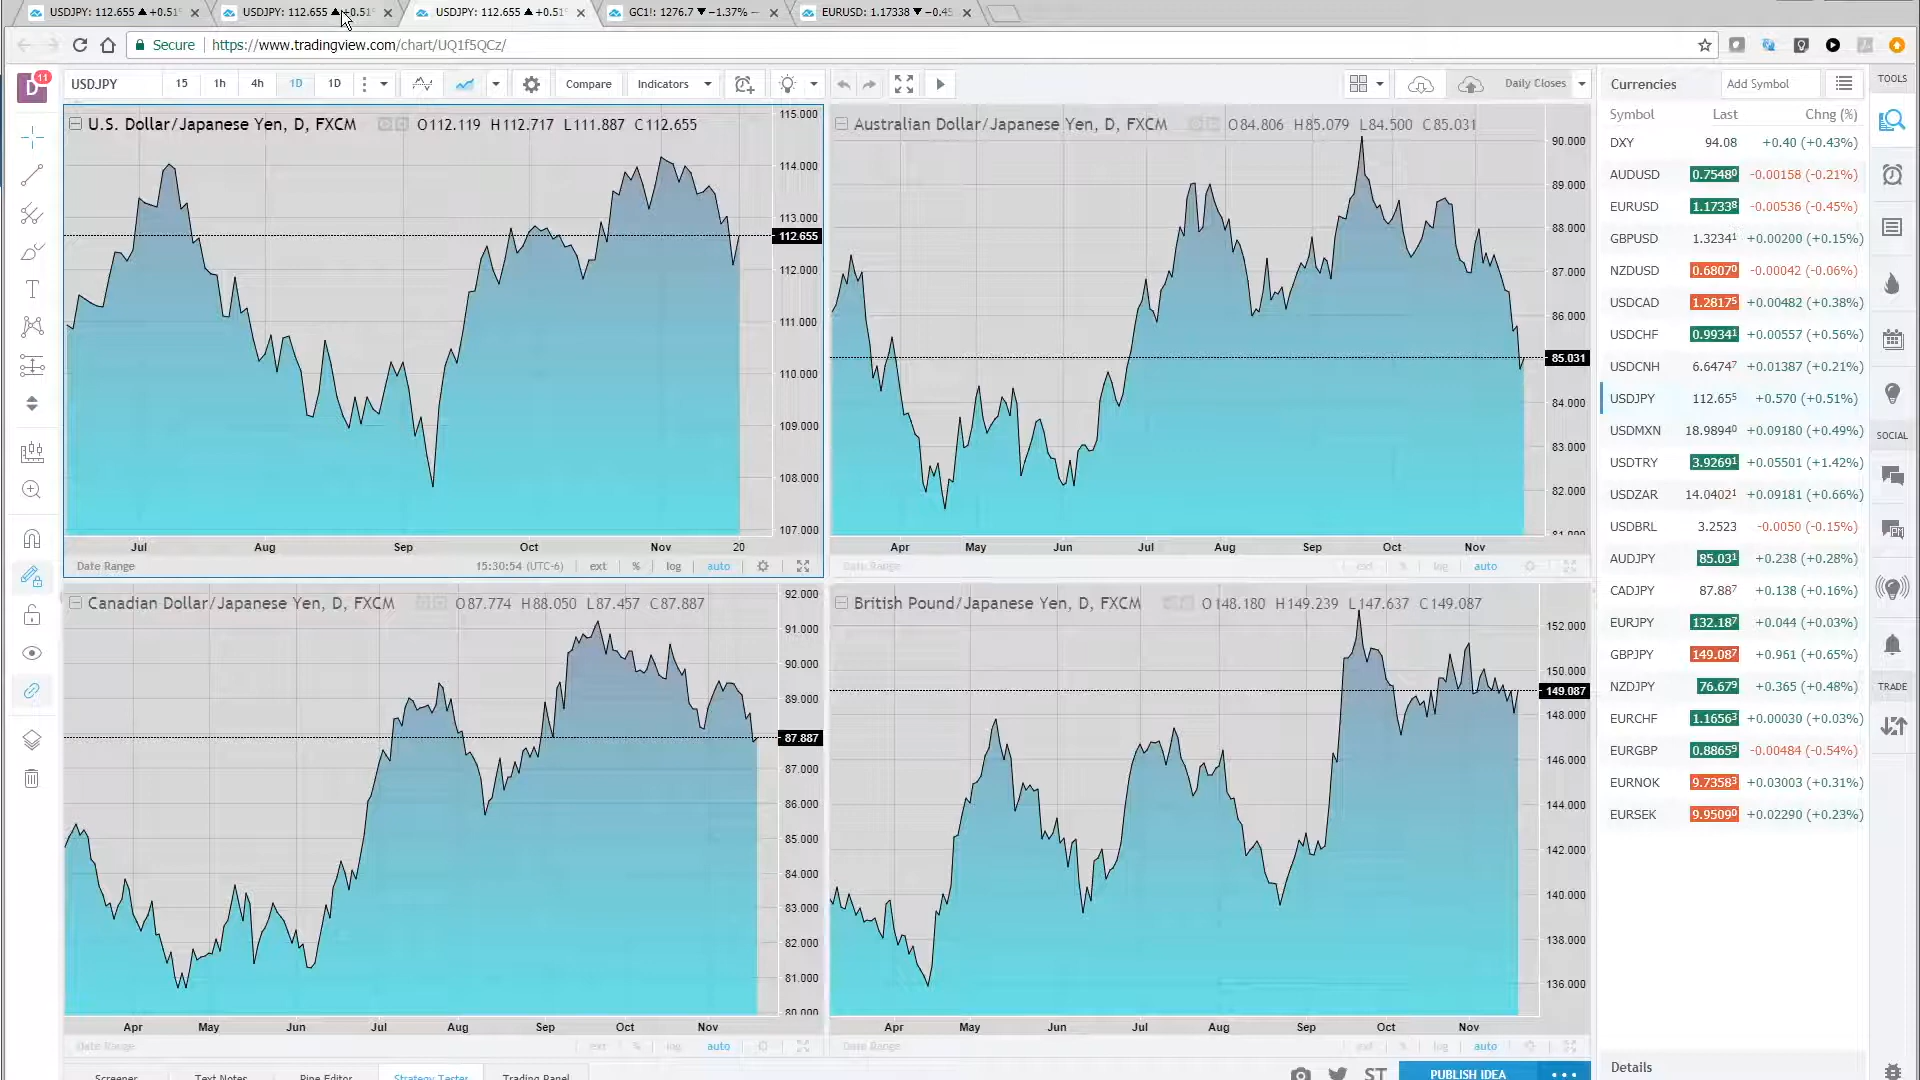 USDJPY: 112.655 ▲ +0.51
USDJPY: 112.655 ▲ +0.51
USDJPY: 112.655 ▲ +0.51
GC1!: 1276.7 ▼ −1.37% −
EURUSD: 1.17338 ▼ −0.45
Secure https://www.tradingview.com/chart/UQ1f5QCz/
11
D
USDJPY 15 1h 4h 1D 1D Compare Indicators Daily Closes
Currencies Add Symbol TOOLS
U.S. Dollar/Japanese Yen, D, FXCM O112.119 H112.717 L111.887 C112.655
115.000
114.000
113.000
112.655
112.000
111.000
110.000
109.000
108.000
107.000
Jul Aug Sep Oct Nov 20
Date Range 15:30:54 (UTC-6) ext % log auto
Australian Dollar/Japanese Yen, D, FXCM O84.806 H85.079 L84.500 C85.031
90.000
89.000
88.000
87.000
86.000
85.031
84.000
83.000
82.000
81.000
Apr May Jun Jul Aug Sep Oct Nov
Date Range ext % log auto
Canadian Dollar/Japanese Yen, D, FXCM O87.774 H88.050 L87.457 C87.887
92.000
91.000
90.000
89.000
87.887
87.000
86.000
85.000
84.000
83.000
82.000
81.000
80.000
Apr May Jun Jul Aug Sep Oct Nov
Date Range ext % log auto
British Pound/Japanese Yen, D, FXCM O148.180 H149.239 L147.637 C149.087
152.000
150.000
149.087
148.000
146.000
144.000
142.000
140.000
138.000
136.000
Apr May Jun Jul Aug Sep Oct Nov
Date Range ext % log auto
Symbol Last Chng (%)
DXY 94.08 +0.40 (+0.43%)
AUDUSD 0.75480 -0.00158 (-0.21%)
EURUSD 1.17338 -0.00536 (-0.45%)
GBPUSD 1.32341 +0.00200 (+0.15%)
NZDUSD 0.68070 -0.00042 (-0.06%)
USDCAD 1.28175 +0.00482 (+0.38%)
USDCHF 0.99341 +0.00557 (+0.56%)
USDCNH 6.64747 +0.01387 (+0.21%)
USDJPY 112.655 +0.570 (+0.51%)
USDMXN 18.98940 +0.09180 (+0.49%)
USDTRY 3.92691 +0.05501 (+1.42%)
USDZAR 14.04021 +0.09181 (+0.66%)
USDBRL 3.2523 -0.0050 (-0.15%)
AUDJPY 85.031 +0.238 (+0.28%)
CADJPY 87.887 +0.138 (+0.16%)
EURJPY 132.187 +0.044 (+0.03%)
GBPJPY 149.087 +0.961 (+0.65%)
NZDJPY 76.679 +0.365 (+0.48%)
EURCHF 1.16563 +0.00030 (+0.03%)
EURGBP 0.88659 -0.00484 (-0.54%)
EURNOK 9.73583 +0.03003 (+0.31%)
EURSEK 9.95090 +0.02290 (+0.23%)
SOCIAL
PM
TRADE
Details
Screener Text Notes Pine Editor Strategy Tester Trading Panel ST PUBLISH IDEA